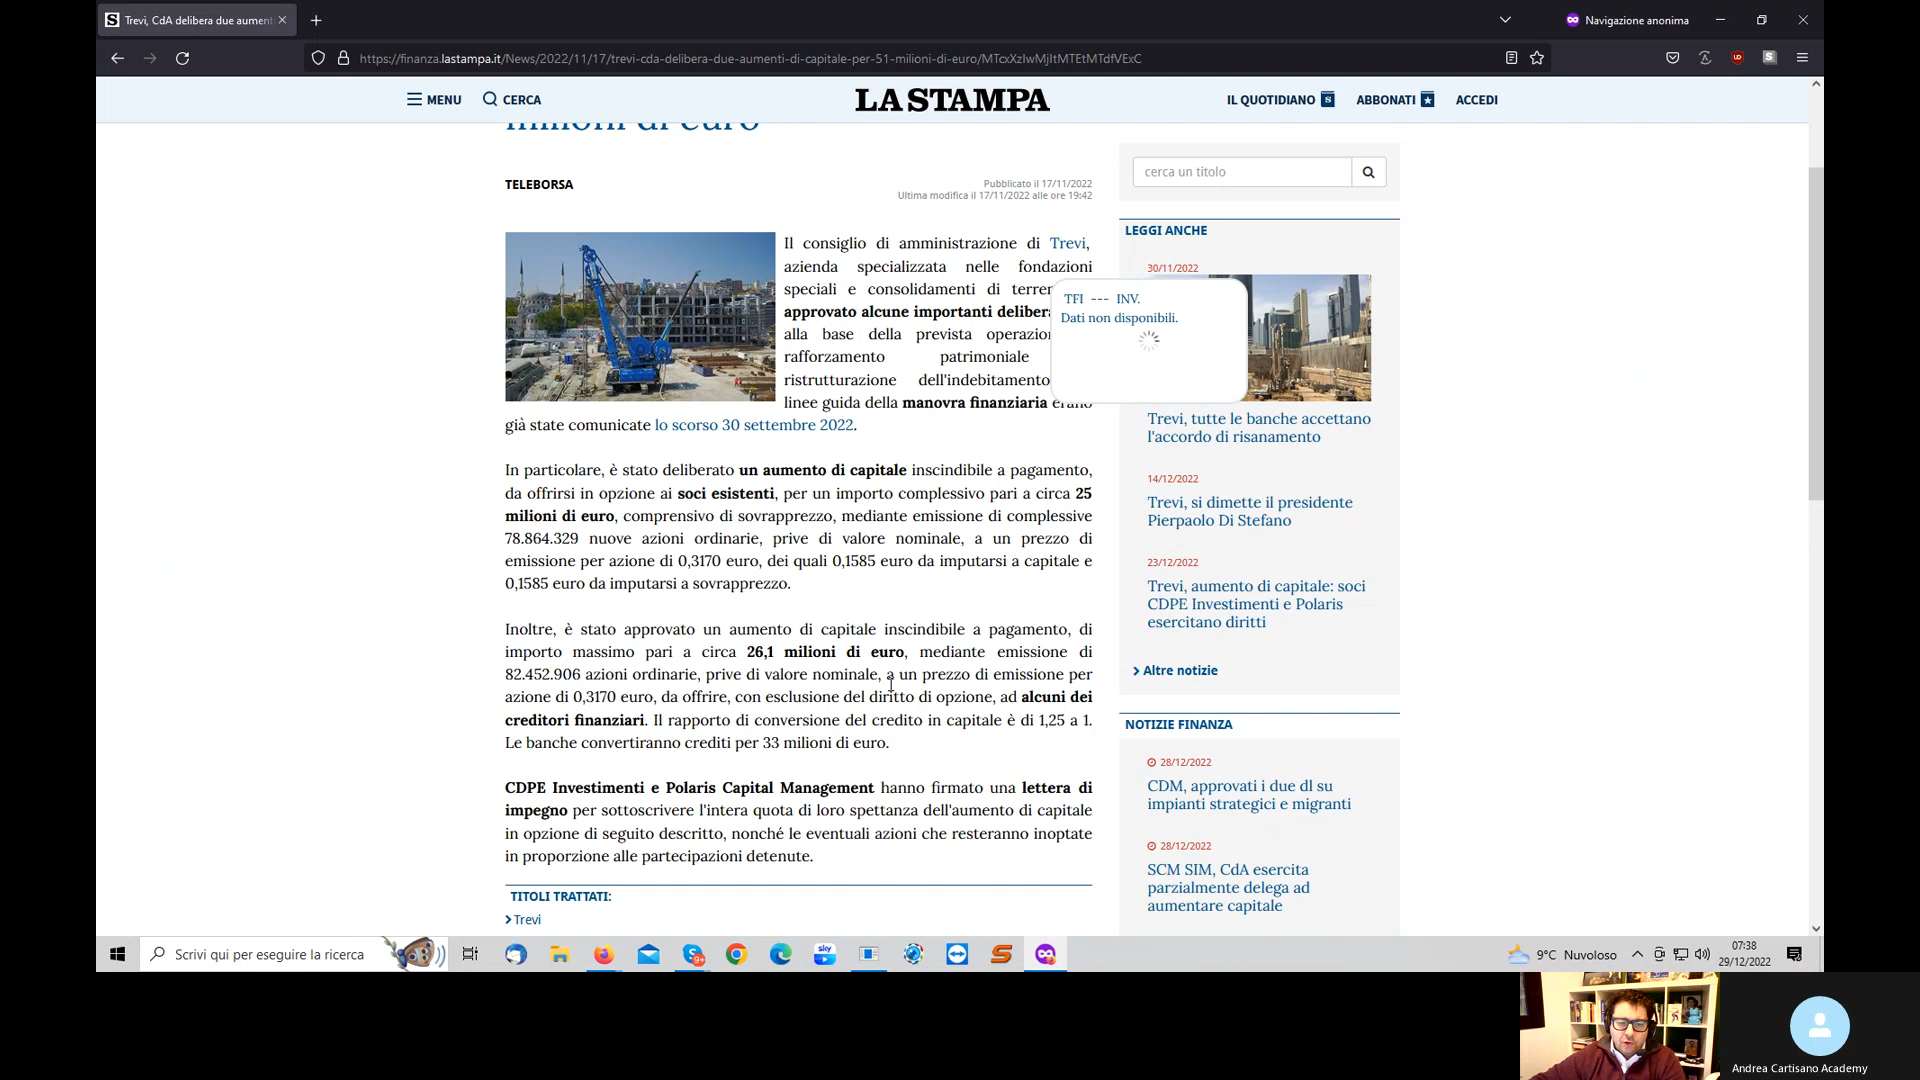 Trevi, CdA delibera due aument
Navigazione anonima
https://finanza.lastampa.it/News/2022/11/17/trevi-cda-delibera-due-aumenti-di-capitale-per-51-milioni-di-euro/MTcxXzIwMjItMTEtMTdfVExC
MENU
CERCA
LA STAMPA
IL QUOTIDIANO
ABBONATI
ACCEDI
milioni di euro
TELEBORSA
Pubblicato il 17/11/2022
Ultima modifica il 17/11/2022 alle ore 19:42
Il consiglio di amministrazione di Trevi,
azienda specializzata nelle fondazioni
speciali e consolidamenti di terre
approvato alcune importanti delibera
alla base della prevista operazion
rafforzamento patrimoniale
ristrutturazione dell'indebitamento
linee guida della manovra finanziaria erano
già state comunicate lo scorso 30 settembre 2022.
In particolare, è stato deliberato un aumento di capitale inscindibile a pagamento,
da offrirsi in opzione ai soci esistenti, per un importo complessivo pari a circa 25
milioni di euro, comprensivo di sovrapprezzo, mediante emissione di complessive
78.864.329 nuove azioni ordinarie, prive di valore nominale, a un prezzo di
emissione per azione di 0,3170 euro, dei quali 0,1585 euro da imputarsi a capitale e
0,1585 euro da imputarsi a sovrapprezzo.
Inoltre, è stato approvato un aumento di capitale inscindibile a pagamento, di
importo massimo pari a circa 26,1 milioni di euro, mediante emissione di
82.452.906 azioni ordinarie, prive di valore nominale, a un prezzo di emissione per
azione di 0,3170 euro, da offrire, con esclusione del diritto di opzione, ad alcuni dei
creditori finanziari. Il rapporto di conversione del credito in capitale è di 1,25 a 1.
Le banche convertiranno crediti per 33 milioni di euro.
CDPE Investimenti e Polaris Capital Management hanno firmato una lettera di
impegno per sottoscrivere l'intera quota di loro spettanza dell'aumento di capitale
in opzione di seguito descritto, nonché le eventuali azioni che resteranno inoptate
in proporzione alle partecipazioni detenute.
TITOLI TRATTATI:
Trevi
cerca un titolo
LEGGI ANCHE
30/11/2022
TFI --- INV.
Dati non disponibili.
Trevi, tutte le banche accettano
l'accordo di risanamento
14/12/2022
Trevi, si dimette il presidente
Pierpaolo Di Stefano
23/12/2022
Trevi, aumento di capitale: soci
CDPE Investimenti e Polaris
esercitano diritti
Altre notizie
NOTIZIE FINANZA
28/12/2022
CDM, approvati i due dl su
impianti strategici e migranti
28/12/2022
SCM SIM, CdA esercita
parzialmente delega ad
aumentare capitale
Scrivi qui per eseguire la ricerca
9+
sky
9°C Nuvoloso
07:38
29/12/2022
Andrea Cartisano Academy